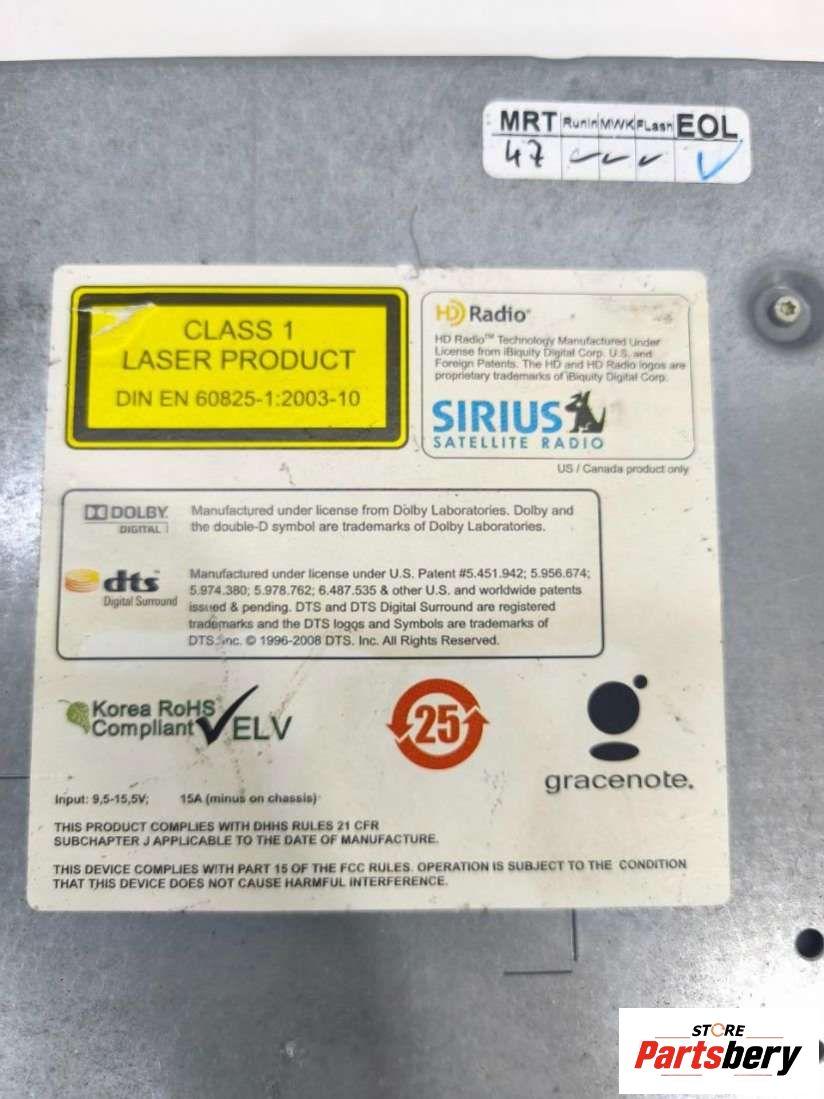 MRT Runin MWK FLash EOL
47
CLASS 1
LASER PRODUCT
DIN EN 60825-1:2003-10
HD Radio
HD Radio™ Technology Manufactured Under
License from iBiquity Digital Corp. U.S. and
Foreign Patents. The HD and HD Radio logos are
proprietary trademarks of iBiquity Digital Corp.
SIRIUS
SATELLITE RADIO
US / Canada product only
DOLBY
DIGITAL
Manufactured under license from Dolby Laboratories. Dolby and
the double-D symbol are trademarks of Dolby Laboratories.
dts™
Digital Surround
Manufactured under license under U.S. Patent #5.451.942; 5.956.674;
5.974.380; 5.978.762; 6.487.535 & other U.S. and worldwide patents
issued & pending. DTS and DTS Digital Surround are registered
trademarks and the DTS logos and Symbols are trademarks of
DTS. Inc. © 1996-2008 DTS. Inc. All Rights Reserved.
Korea RoHS
Compliant
ELV
25
gracenote.
Input: 9,5-15,5V; 15A (minus on chassis)
THIS PRODUCT COMPLIES WITH DHHS RULES 21 CFR
SUBCHAPTER J APPLICABLE TO THE DATE OF MANUFACTURE.
THIS DEVICE COMPLIES WITH PART 15 OF THE FCC RULES. OPERATION IS SUBJECT TO THE CONDITION
THAT THIS DEVICE DOES NOT CAUSE HARMFUL INTERFERENCE.
STORE
Partsbery